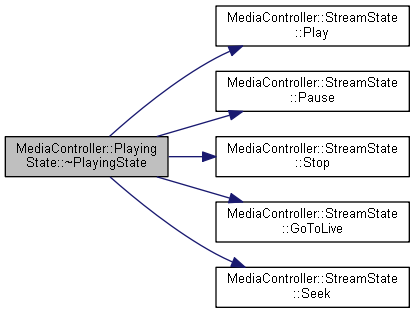 MediaController::StreamState
::Play
MediaController::StreamState
::Pause
MediaController::Playing
State::~PlayingState
MediaController::StreamState
::Stop
MediaController::StreamState
::GoToLive
MediaController::StreamState
::Seek